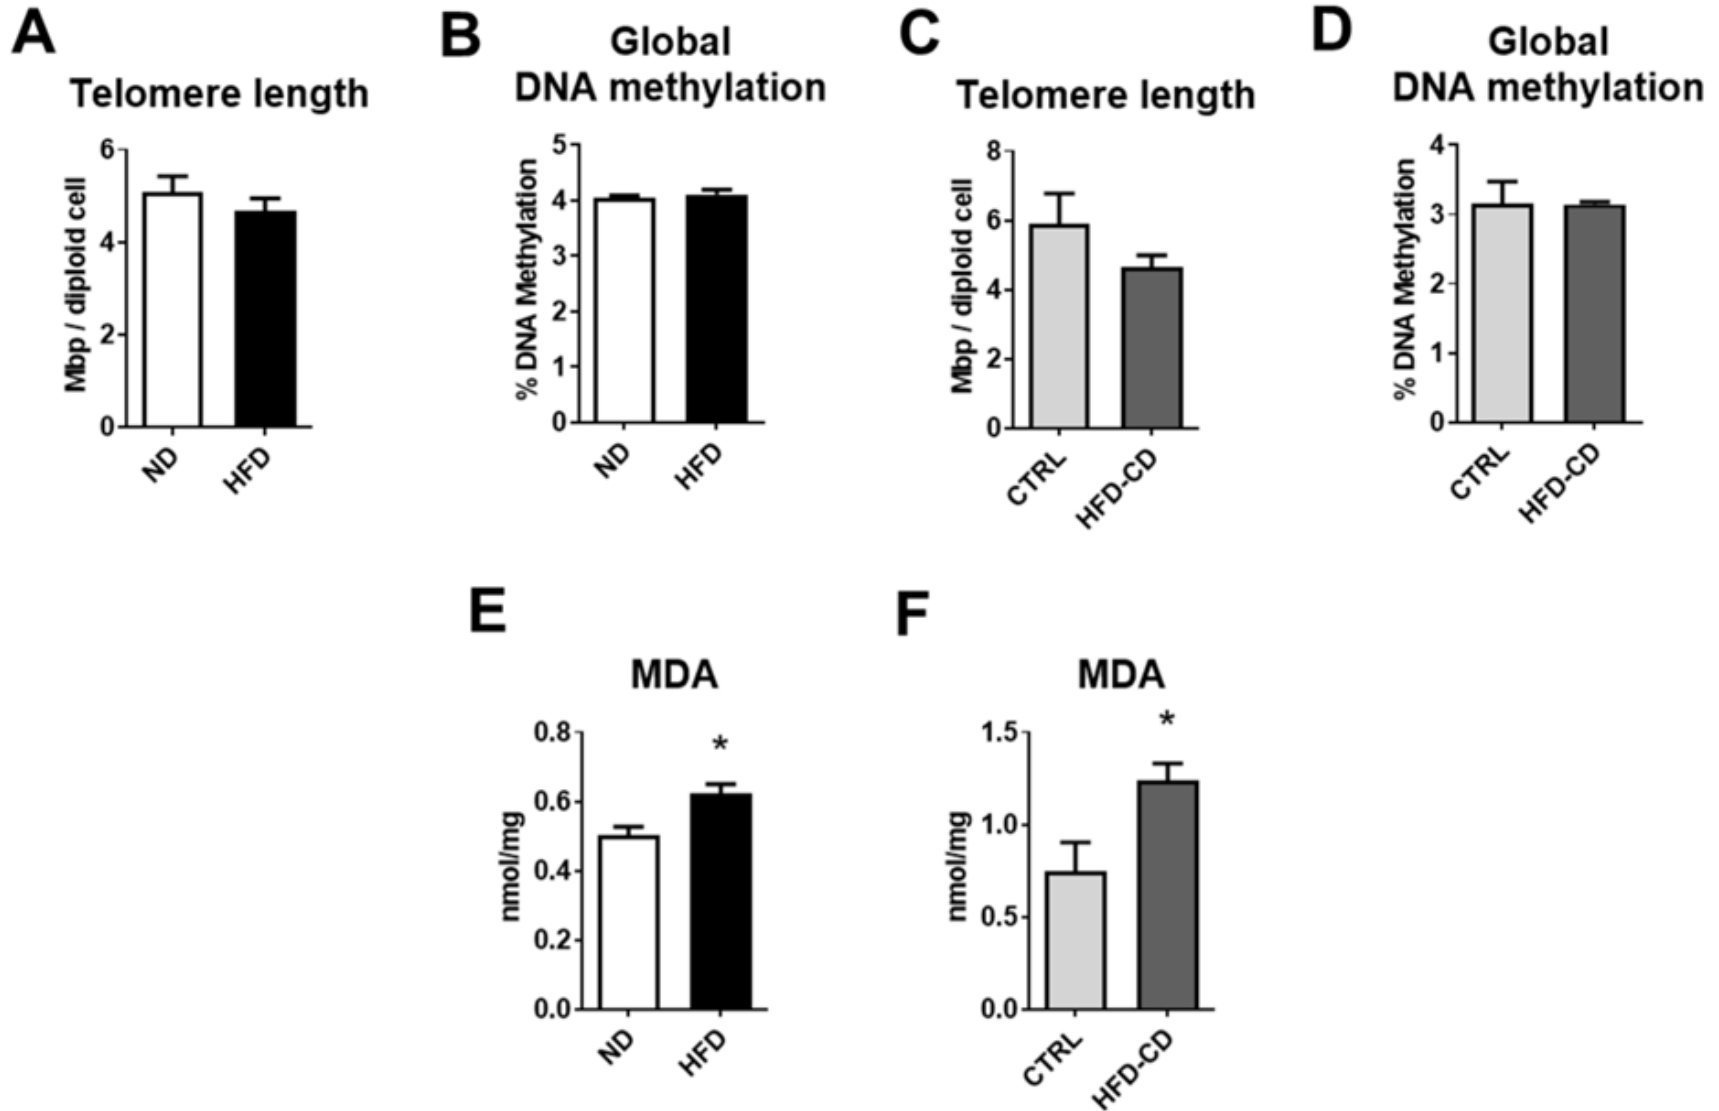 A
Telomere length
Mbp / diploid cell
6
4
2
0
ND
HFD
B
Global
DNA methylation
% DNA Methylation
5
4
3
2
1
0
ND
HFD
C
Telomere length
Mbp / diploid cell
8
6
4
2
0
CTRL
HFD-CD
D
Global
DNA methylation
% DNA Methylation
4
3
2
1
0
CTRL
HFD-CD
E
MDA
nmol/mg
0.8
0.6
0.4
0.2
0.0
*
ND
HFD
F
MDA
nmol/mg
1.5
1.0
0.5
0.0
*
CTRL
HFD-CD